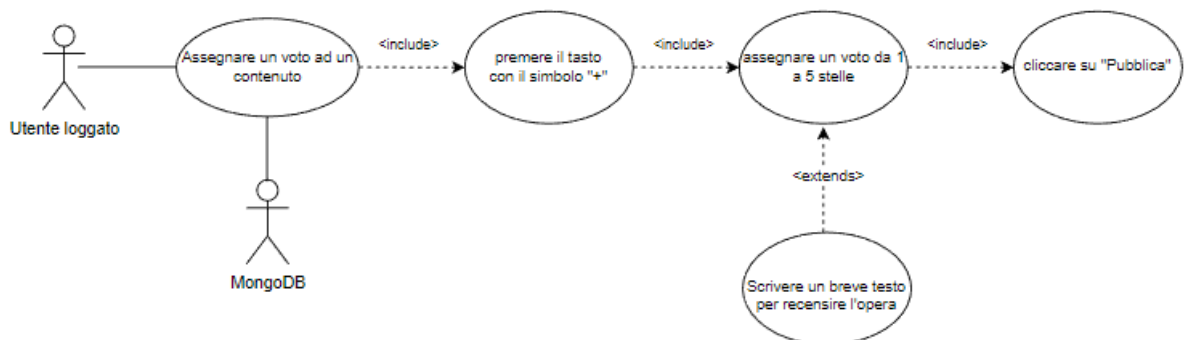 Utente loggato
Assegnare un voto ad un
contenuto
<include>
premere il tasto
con il simbolo "+"
<include>
assegnare un voto da 1
a 5 stelle
<include>
cliccare su "Pubblica"
<extends>
MongoDB
Scrivere un breve testo
per recensire l'opera